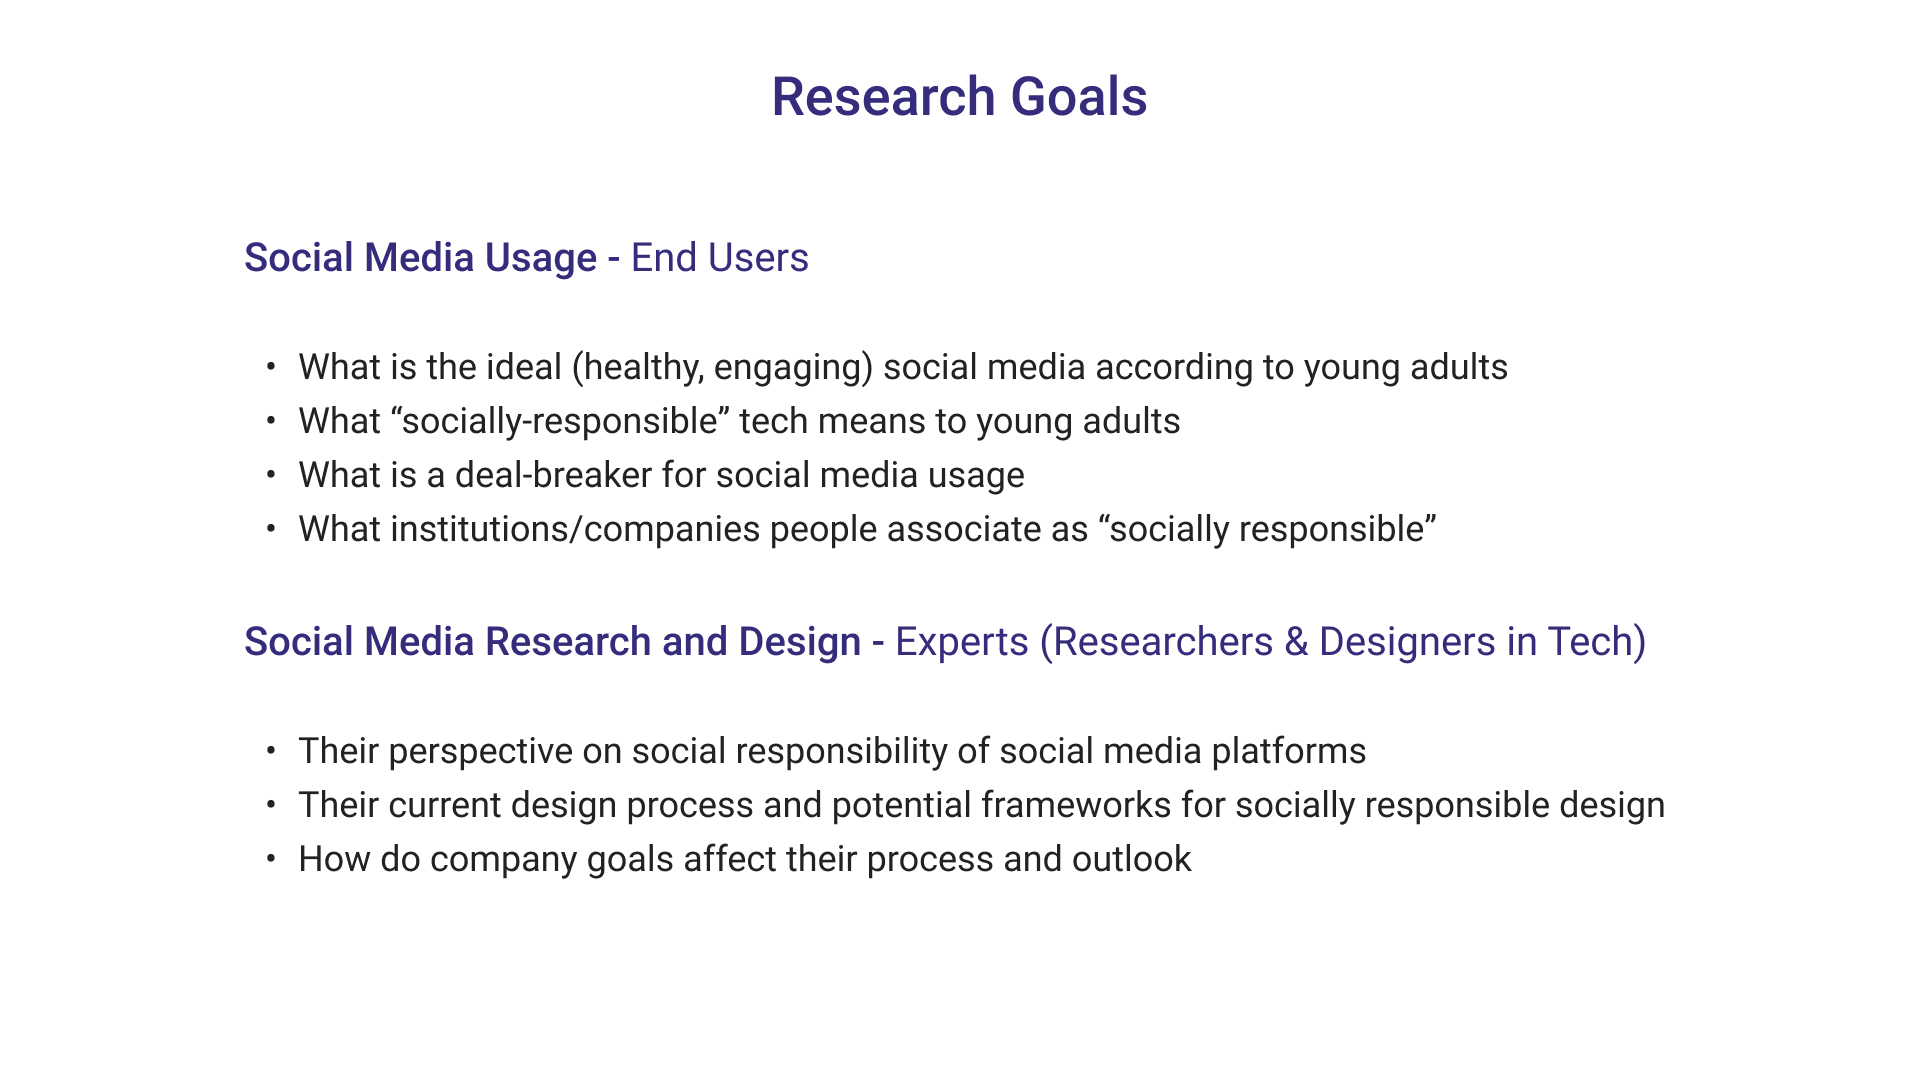 Research Goals
Social Media Usage - End Users
• What is the ideal (healthy, engaging) social media according to young adults
• What “socially-responsible” tech means to young adults
• What is a deal-breaker for social media usage
• What institutions/companies people associate as “socially responsible”
Social Media Research and Design - Experts (Researchers & Designers in Tech)
• Their perspective on social responsibility of social media platforms
• Their current design process and potential frameworks for socially responsible design
• How do company goals affect their process and outlook